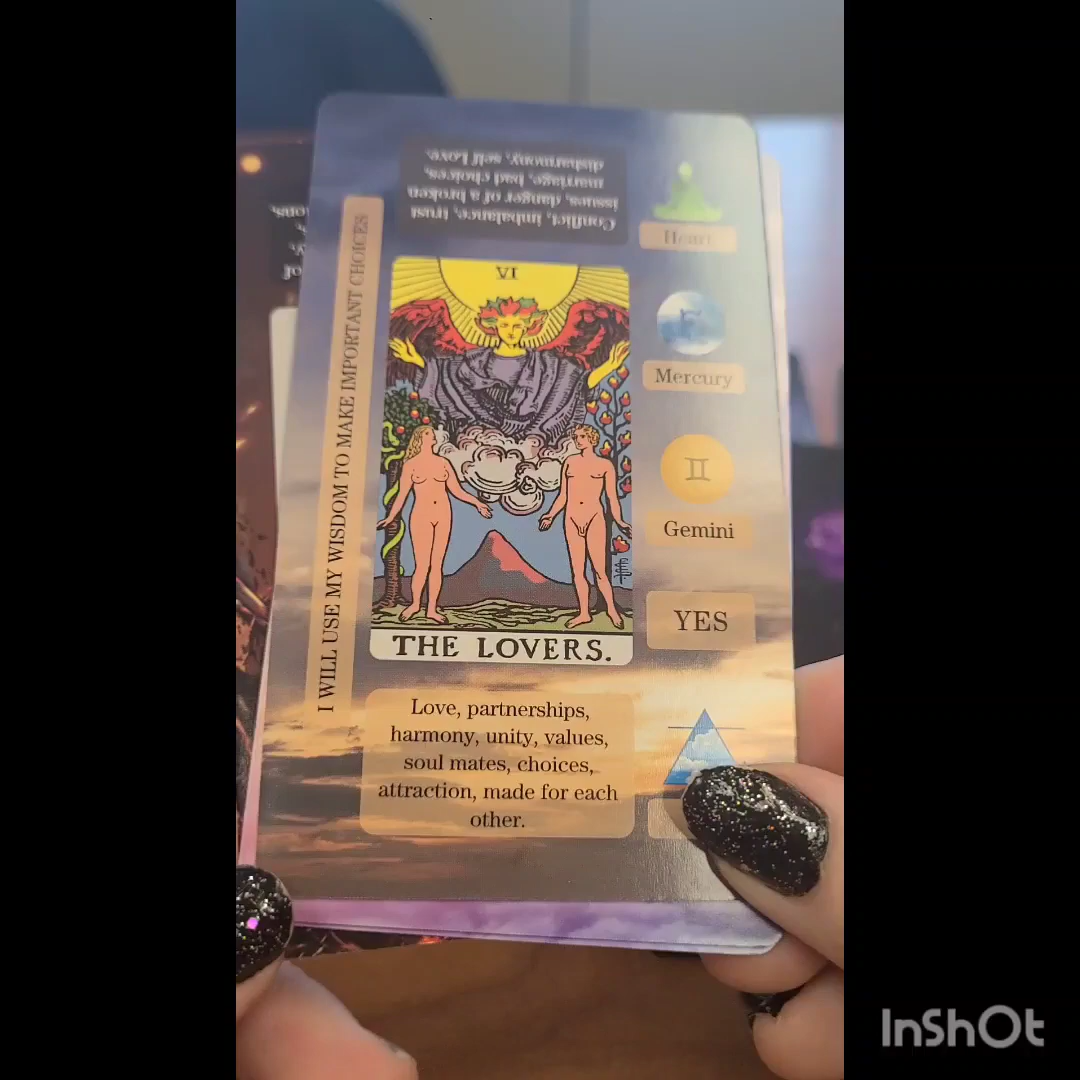 Conflict, imbalance, trust
issues, danger of a broken
marriage, bad choices,
disharmony, self Love.
I WILL USE MY WISDOM TO MAKE IMPORTANT CHOICES
VI
THE LOVERS.
Heart
Mercury
♊
Gemini
YES
Love, partnerships,
harmony, unity, values,
soul mates, choices,
attraction, made for each
other.
of
InShOt